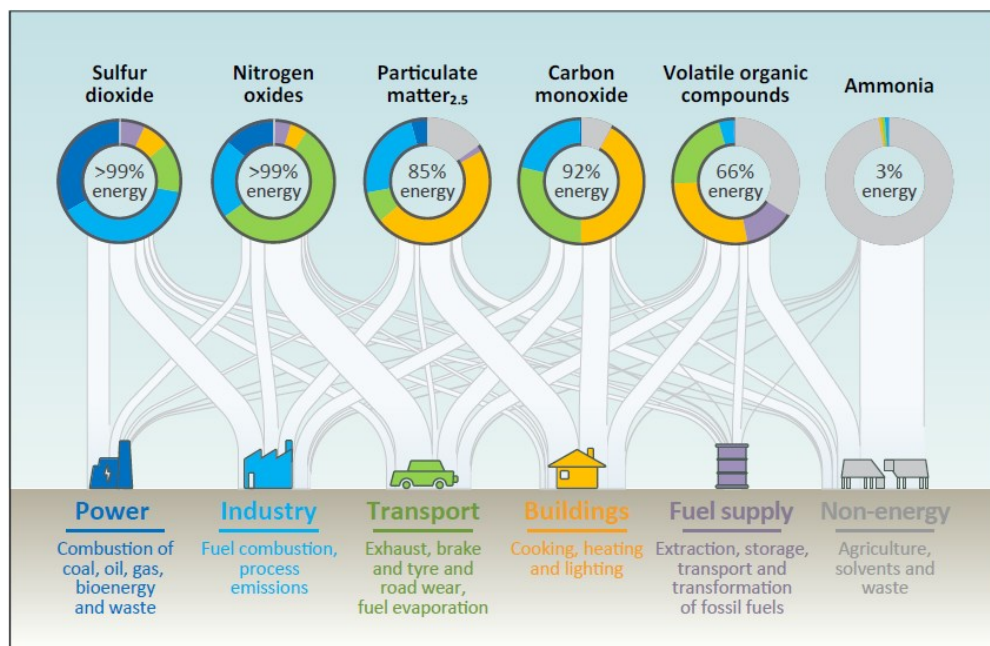 Sulfur
dioxide
Nitrogen
oxides
Particulate
matter2.5
Carbon
monoxide
Volatile organic
compounds
Ammonia
>99%
energy
>99%
energy
85%
energy
92%
energy
66%
energy
3%
energy
Power
Combustion of
coal, oil, gas,
bioenergy
and waste
Industry
Fuel combustion,
process
emissions
Transport
Exhaust, brake
and tyre and
road wear,
fuel evaporation
Buildings
Cooking, heating
and lighting
Fuel supply
Extraction, storage,
transport and
transformation
of fossil fuels
Non-energy
Agriculture,
solvents and
waste